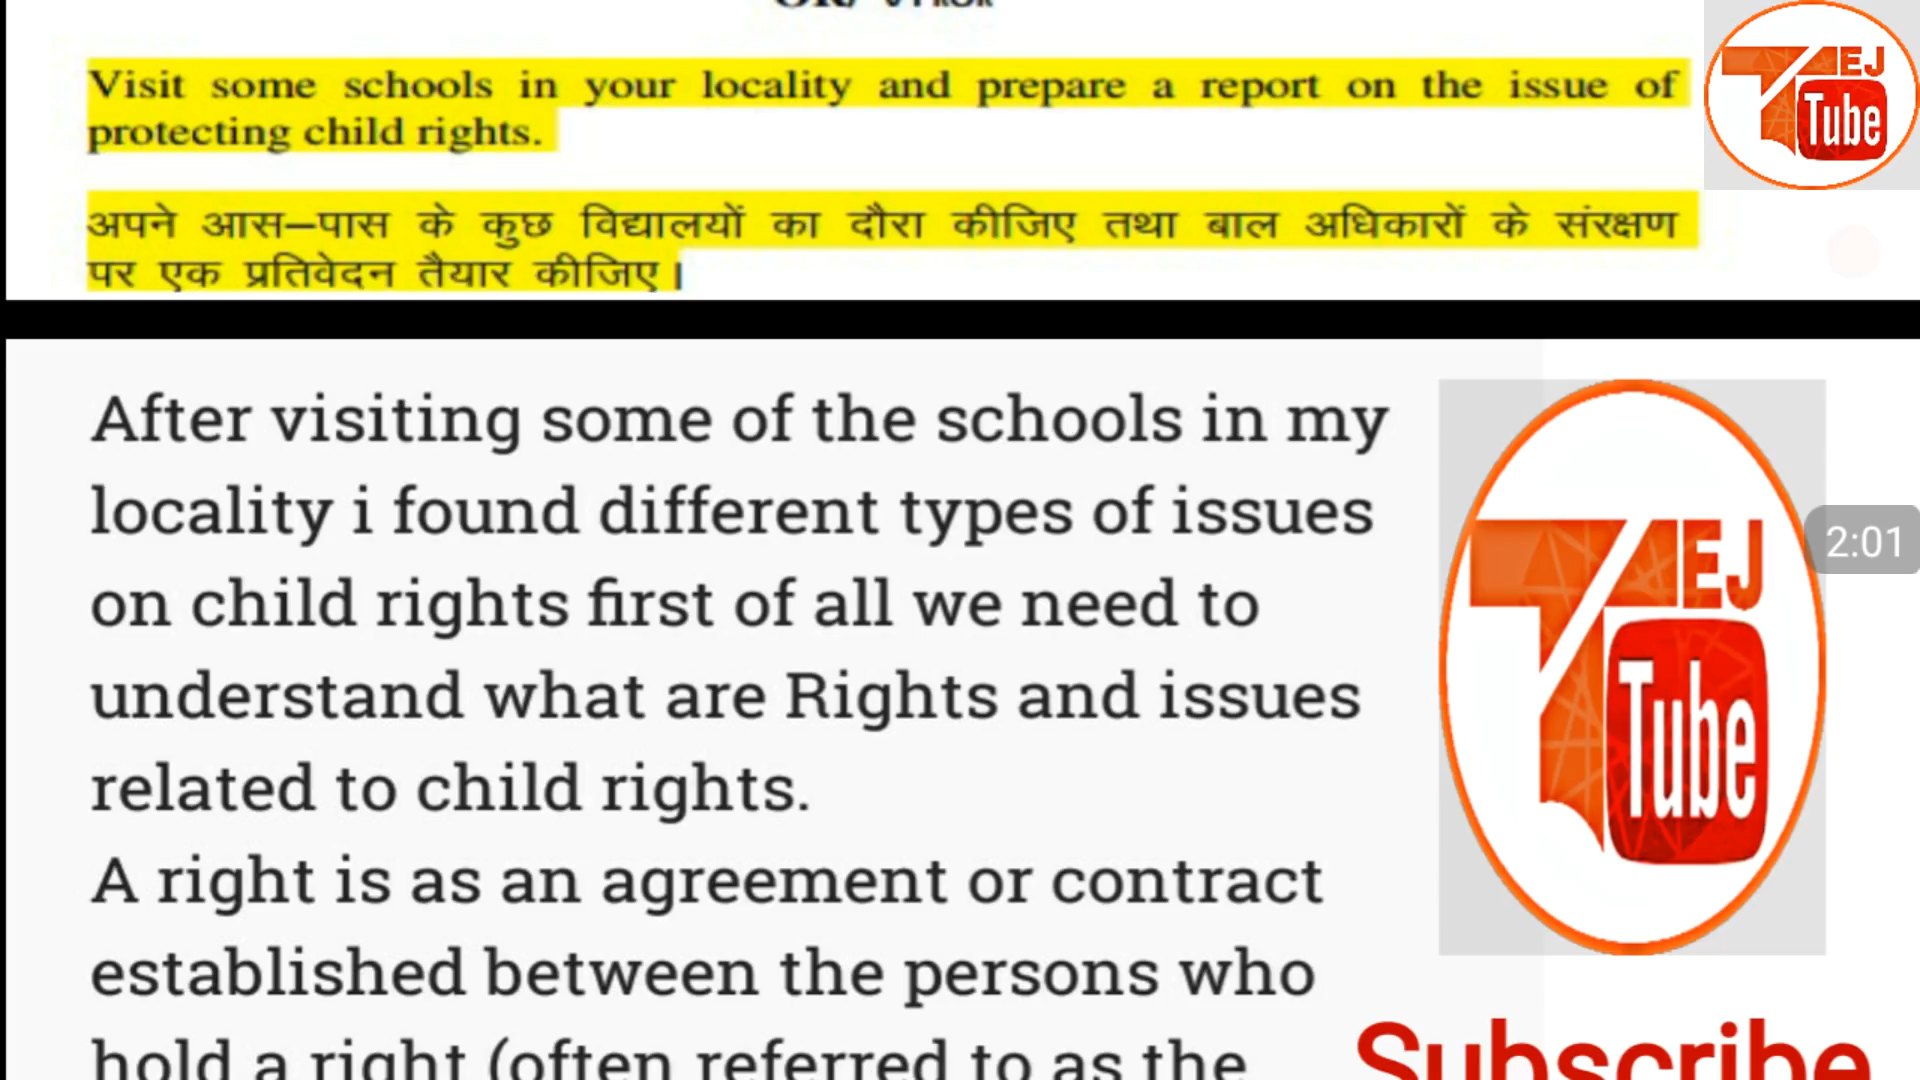 OR/
Visit some schools in your locality and prepare a report on the issue of
protecting child rights.
अपने आस–पास के कुछ विद्यालयों का दौरा कीजिए तथा बाल अधिकारों के संरक्षण
पर एक प्रतिवेदन तैयार कीजिए।
EJ
Tube
After visiting some of the schools in my
locality i found different types of issues
on child rights first of all we need to
understand what are Rights and issues
related to child rights.
A right is as an agreement or contract
established between the persons who
hold a right (often referred to as the
TEJ
Tube
2:01
Subscribe